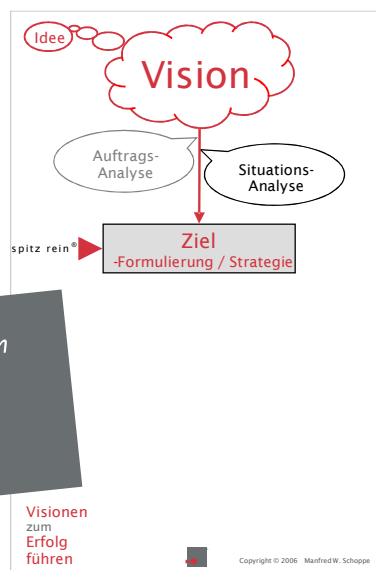 Idee
Vision
Auftrags-
Analyse
Situations-
Analyse
spitz rein®
Ziel
-Formulierung / Strategie
Visionen
zum
Erfolg
führen
Copyright © 2006 Manfred W. Schoppe